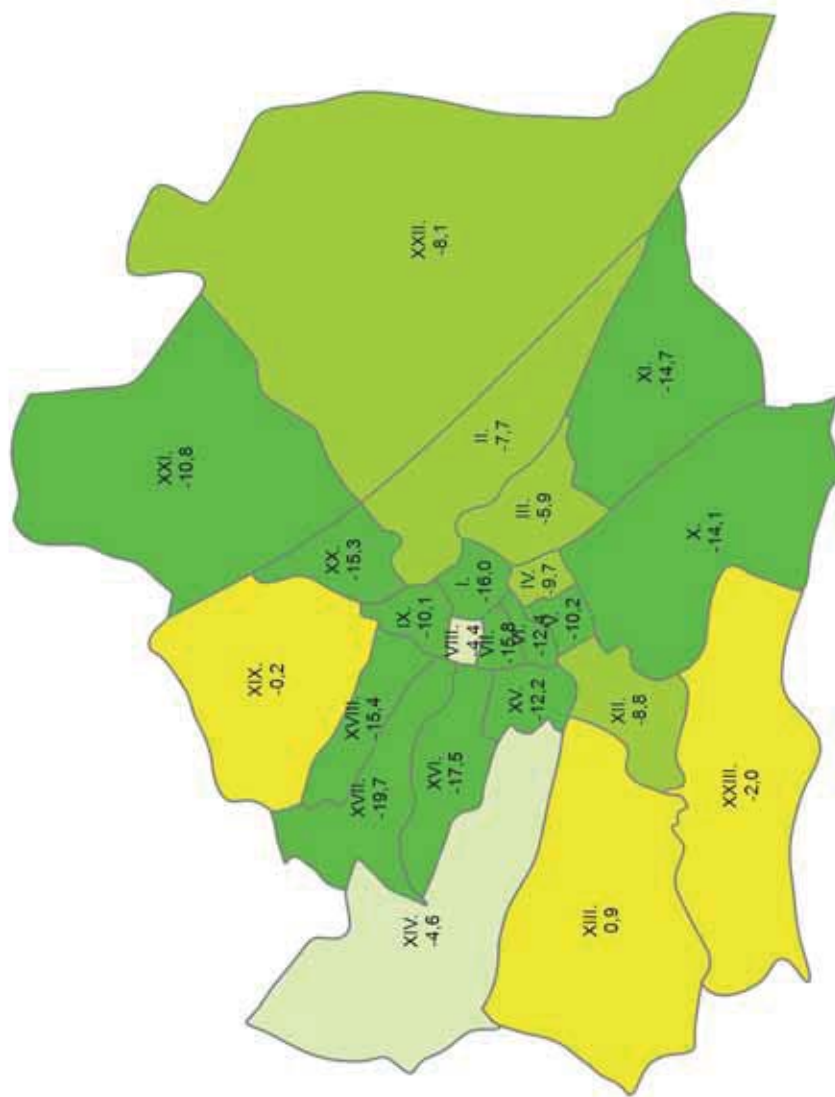 XXI.
-10,8
XIX.
-0,2
XX.
-15,3
XVIII.
-15,4
XVII.
-19,7
IX.
-10,1
XIV.
-4,6
XXII.
-8,1
XVI.
-17,5
VIII.
-4,4
I.
-16,0
II.
-7,7
VII.
-15,8
XV.
-12,2
VI.
-12,4
III.
-5,9
IV.
-9,7
V.
-10,2
XIII.
0,9
XII.
-8,8
XI.
-14,7
X.
-14,1
XXIII.
-2,0